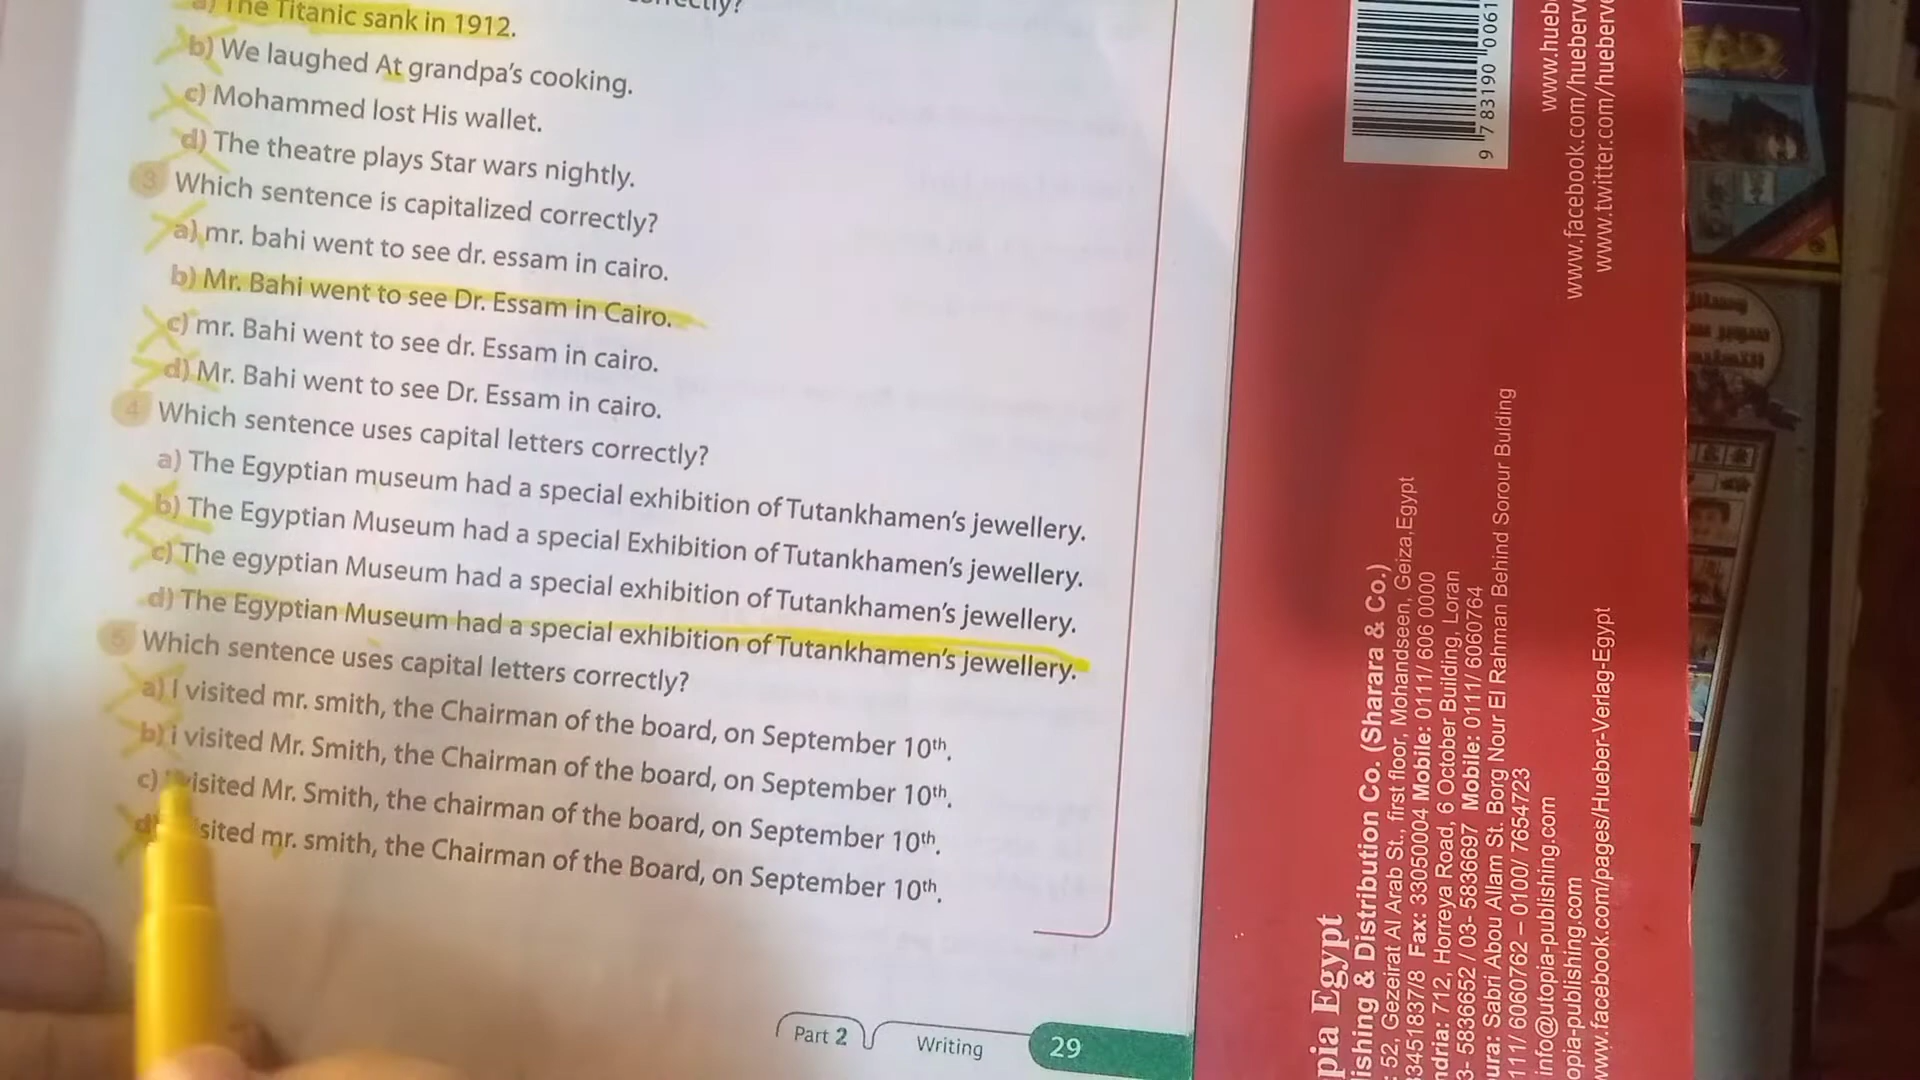 a) The Titanic sank in 1912.
b) We laughed At grandpa's cooking.
c) Mohammed lost His wallet.
d) The theatre plays Star wars nightly.
3 Which sentence is capitalized correctly?
a) mr. bahi went to see dr. essam in cairo.
b) Mr. Bahi went to see Dr. Essam in Cairo.
c) mr. Bahi went to see dr. Essam in cairo.
d) Mr. Bahi went to see Dr. Essam in cairo.
4 Which sentence uses capital letters correctly?
a) The Egyptian museum had a special exhibition of Tutankhamen's jewellery.
b) The Egyptian Museum had a special Exhibition of Tutankhamen's jewellery.
c) The egyptian Museum had a special exhibition of Tutankhamen's jewellery.
d) The Egyptian Museum had a special exhibition of Tutankhamen's jewellery.
5 Which sentence uses capital letters correctly?
a) I visited mr. smith, the Chairman of the board, on September 10th.
b) i visited Mr. Smith, the Chairman of the board, on September 10th.
c) visited Mr. Smith, the chairman of the board, on September 10th.
d) sited mr. smith, the Chairman of the Board, on September 10th.
Part 2 Writing 29
9 783190 0061
www.hueb
www.facebook.com/hueberve
www.twitter.com/hueberve
pia Egypt
ishing & Distribution Co. (Sharara & Co.)
: 52, Gezeirat Al Arab St., first floor, Mohandseen, Geiza, Egypt
33451837/8 Fax: 33050004 Mobile: 0111/ 606 0000
ndria: 712, Horreya Road, 6 October Building, Loran
3- 5836652 / 03- 5836697 Mobile: 0111/ 6060764
ura: Sabri Abou Allam St. Borg Nour El Rahman Behind Sorour Bulding
111/ 6060762 – 0100/ 7654723
info@utopia-publishing.com
opia-publishing.com
www.facebook.com/pages/Hueber-Verlag-Egypt